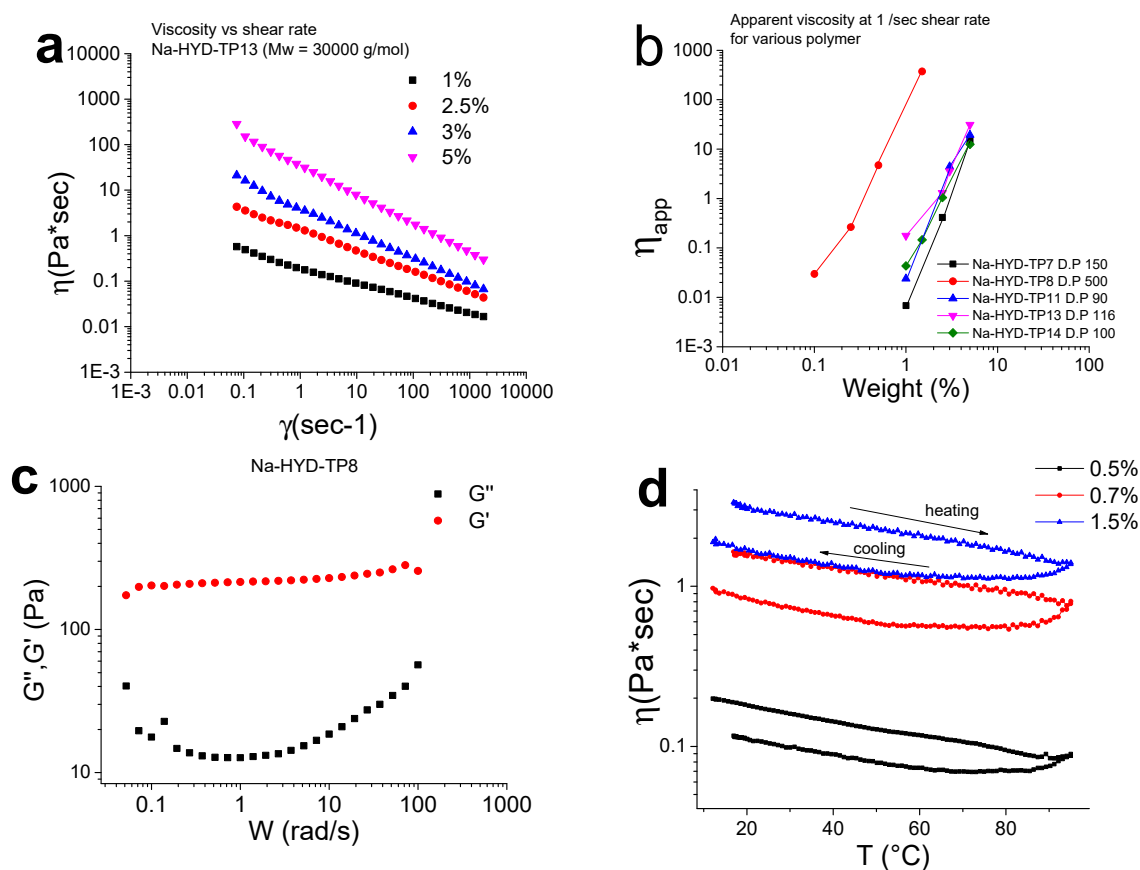 a
Viscosity vs shear rate
Na-HYD-TP13 (Mw = 30000 g/mol)
1%
2.5%
3%
5%
10000
1000
100
10
1
0.1
0.01
1E-3
η(Pa*sec)
1E-3 0.01 0.1 1 10 100 1000 10000
γ(sec-1)
b
Apparent viscosity at 1 /sec shear rate
for various polymer
1000
100
10
1
0.1
0.01
1E-3
ηapp
Na-HYD-TP7 D.P 150
Na-HYD-TP8 D.P 500
Na-HYD-TP11 D.P 90
Na-HYD-TP13 D.P 116
Na-HYD-TP14 D.P 100
0.01 0.1 1 10 100
Weight (%)
c
Na-HYD-TP8
G"
G'
1000
100
10
G",G' (Pa)
0.1 1 10 100 1000
W (rad/s)
d
0.5%
0.7%
1.5%
heating
cooling
1
0.1
η(Pa*sec)
20 40 60 80
T (°C)